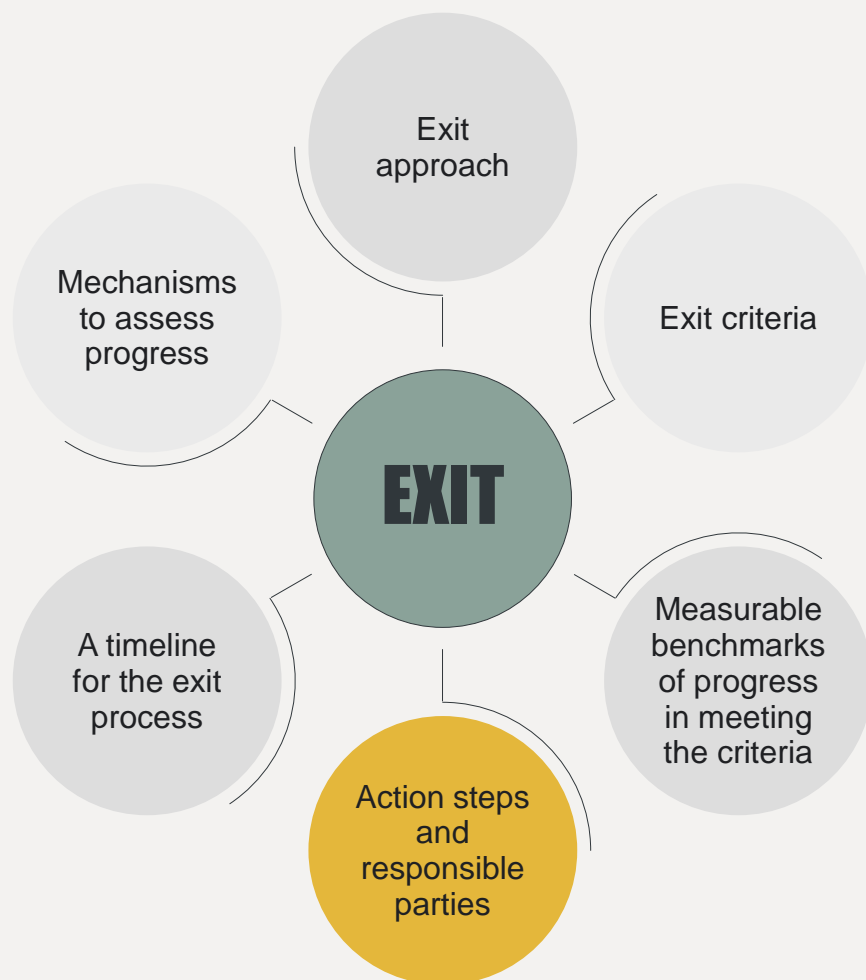 Exit
approach
Exit criteria
Measurable
benchmarks
of progress
in meeting
the criteria
Action steps
and
responsible
parties
A timeline
for the exit
process
Mechanisms
to assess
progress
EXIT